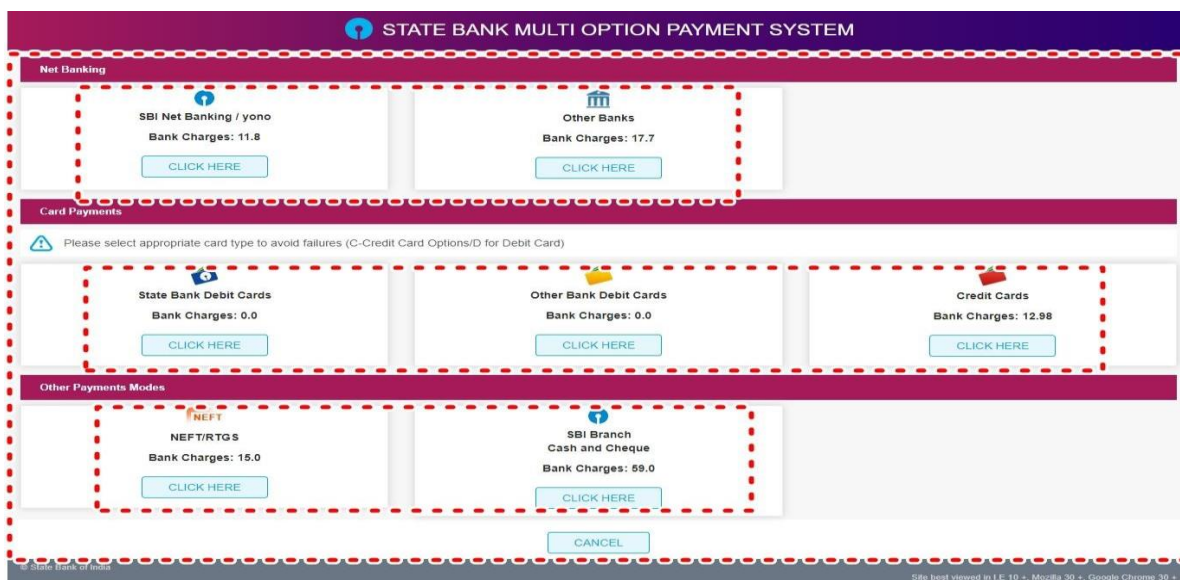 STATE BANK MULTI OPTION PAYMENT SYSTEM
Net Banking
SBI Net Banking / yono
Bank Charges: 11.8
CLICK HERE
Other Banks
Bank Charges: 17.7
CLICK HERE
Card Payments
Please select appropriate card type to avoid failures (C-Credit Card Options/D for Debit Card)
State Bank Debit Cards
Bank Charges: 0.0
CLICK HERE
Other Bank Debit Cards
Bank Charges: 0.0
CLICK HERE
Credit Cards
Bank Charges: 12.98
CLICK HERE
Other Payments Modes
NEFT
NEFT/RTGS
Bank Charges: 15.0
CLICK HERE
SBI Branch
Cash and Cheque
Bank Charges: 59.0
CLICK HERE
CANCEL
© State Bank of India
Site best viewed in I.E 10 +, Mozilla 30 +, Google Chrome 30 +